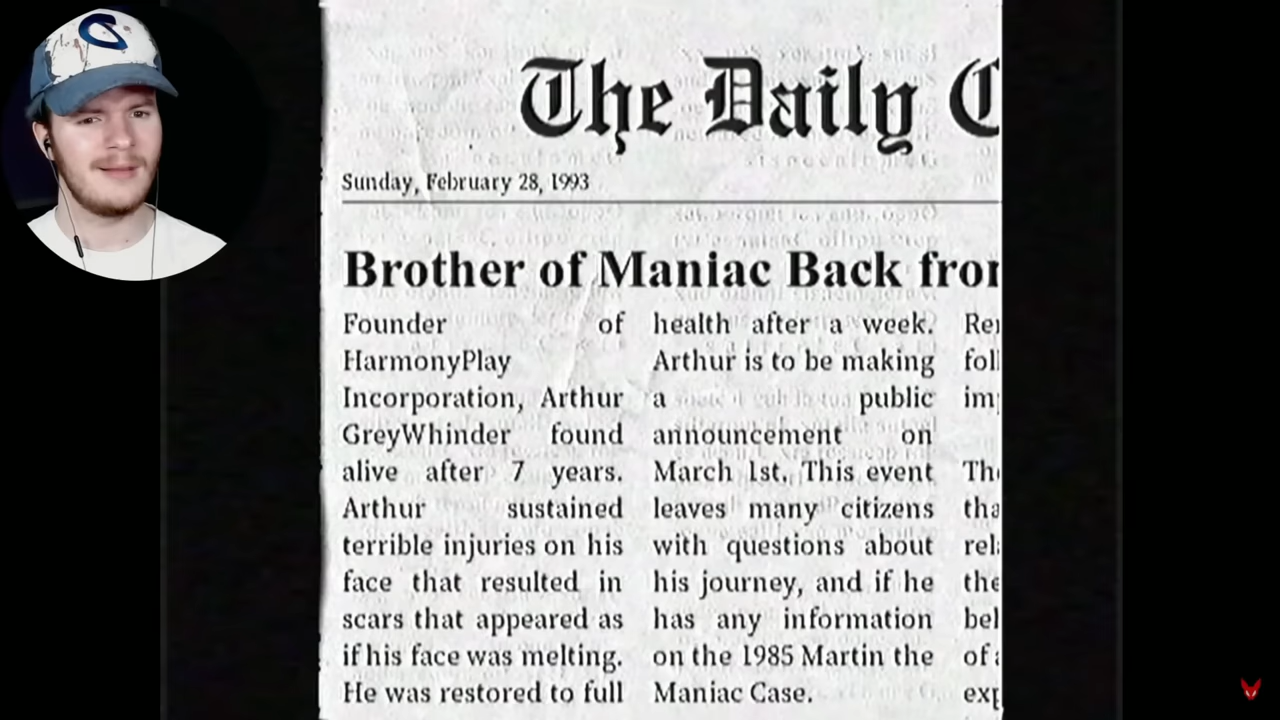 The Daily
Sunday, February 28, 1993
Brother of Maniac Back
Founder of
HarmonyPlay
Incorporation, Arthur
GreyWhinder found
alive after 7 years.
Arthur sustained
terrible injuries on his
face that resulted in
scars that appeared as
if his face was melting.
He was restored to full
health after a week.
Arthur is to be making
a public
announcement on
March 1st. This event
leaves many citizens
with questions about
his journey, and if he
has any information
on the 1985 Martin the
Maniac Case.
of